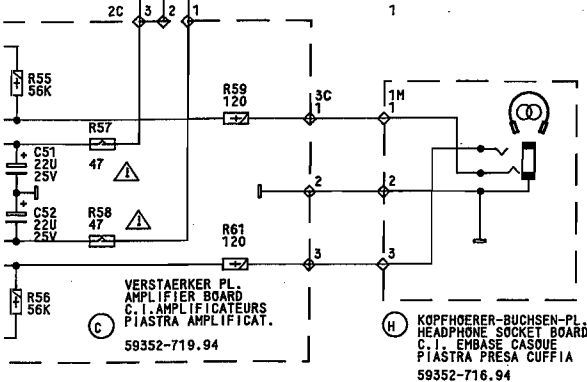 2C 3 2 1
1
R55
56K
R59
120
3C
1
1M
1
R57
47
+ C51
22U
25V
2
2
+ C52
22U
25V
R58
47
R61
120
3
3
R56
56K
C
VERSTAERKER PL.
AMPLIFIER BOARD
C.I.AMPLIFICATEURS
PIASTRA AMPLIFICAT.
59352-719.94
H
KOPFHOERER-BUCHSEN-PL.
HEADPHONE SOCKET BOARD
C.I. EMBASE CASQUE
PIASTRA PRESA CUFFIA
59352-716.94